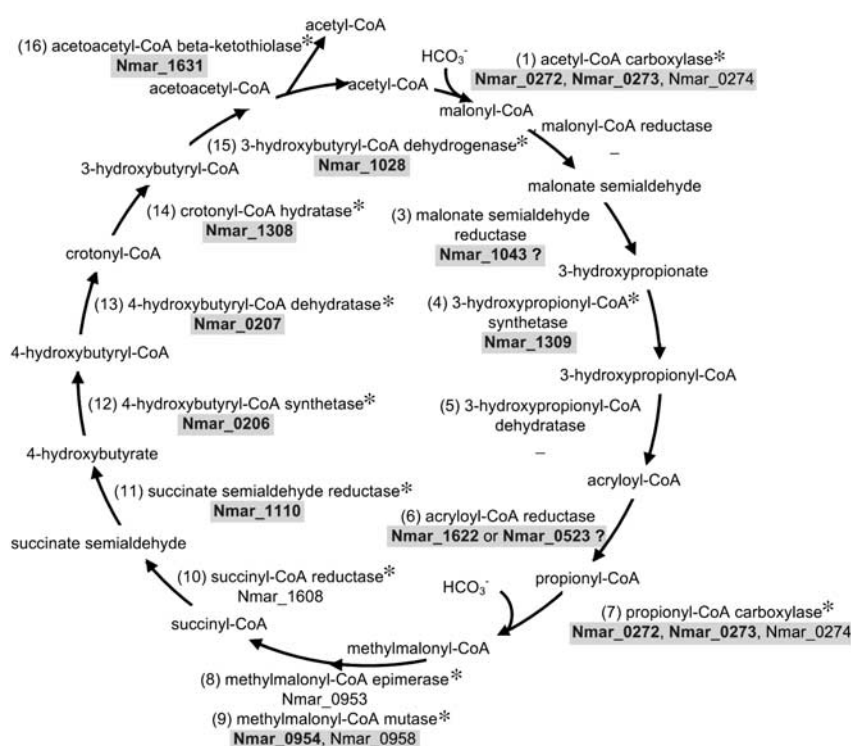 acetyl-CoA
(16) acetoacetyl-CoA beta-ketothiolase*
Nmar_1631
acetoacetyl-CoA
acetyl-CoA
HCO₃⁻
(1) acetyl-CoA carboxylase*
Nmar_0272, Nmar_0273, Nmar_0274
malonyl-CoA
malonyl-CoA reductase
–
(15) 3-hydroxybutyryl-CoA dehydrogenase*
Nmar_1028
3-hydroxybutyryl-CoA
malonate semialdehyde
(14) crotonyl-CoA hydratase*
Nmar_1308
(3) malonate semialdehyde
reductase
Nmar_1043 ?
crotonyl-CoA
3-hydroxypropionate
(13) 4-hydroxybutyryl-CoA dehydratase*
Nmar_0207
(4) 3-hydroxypropionyl-CoA*
synthetase
Nmar_1309
4-hydroxybutyryl-CoA
3-hydroxypropionyl-CoA
(12) 4-hydroxybutyryl-CoA synthetase*
Nmar_0206
(5) 3-hydroxypropionyl-CoA
dehydratase
–
4-hydroxybutyrate
acryloyl-CoA
(11) succinate semialdehyde reductase*
Nmar_1110
(6) acryloyl-CoA reductase
Nmar_1622 or Nmar_0523 ?
succinate semialdehyde
propionyl-CoA
(10) succinyl-CoA reductase*
Nmar_1608
HCO₃⁻
(7) propionyl-CoA carboxylase*
Nmar_0272, Nmar_0273, Nmar_0274
succinyl-CoA
methylmalonyl-CoA
(8) methylmalonyl-CoA epimerase*
Nmar_0953
(9) methylmalonyl-CoA mutase*
Nmar_0954, Nmar_0958